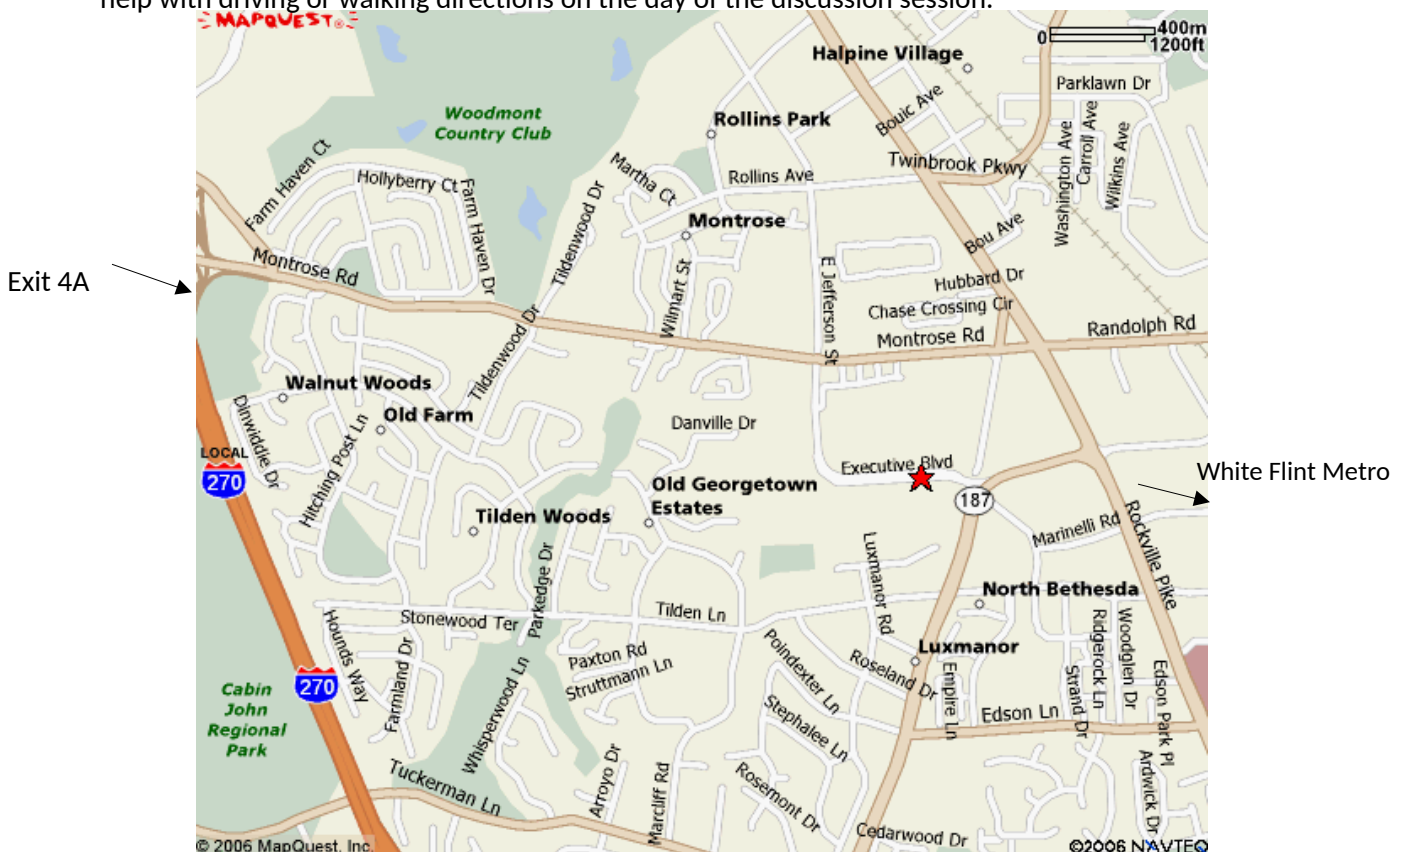 help with driving or walking directions on the day of the discussion session.
MAPQUEST
0 400m
1200ft
Halpine Village
Parklawn Dr
Bouic Ave
Woodmont
Country Club
Rollins Park
Washington Ave
Carroll Ave
Wilkins Ave
Farm Haven Ct
Hollyberry Ct
Farm Haven Dr
Martha Ct
Rollins Ave
Twinbrook Pkwy
Tildenwood Dr
Montrose
Bou Ave
Montrose Rd
Exit 4A
Wilmart St
E Jefferson St
Hubbard Dr
Chase Crossing Cir
Montrose Rd
Randolph Rd
Tildenwood Dr
Walnut Woods
Old Farm
Dinwiddie Dr
Hitching Post Ln
Danville Dr
LOCAL
270
Executive Blvd
White Flint Metro
Old Georgetown
Estates
187
Tilden Woods
Marinelli Rd
Rockville Pike
Luxmanor Rd
Parkedge Dr
North Bethesda
Stonewood Ter
Tilden Ln
Hounds Way
Farmland Dr
Paxton Rd
Struttmann Ln
Poindexter Ln
Roseland Dr
Luxmanor
Empire Ln
Ridgerock Ln
Woodglen Dr
Strand Dr
Edson Park Pl
270
Cabin
John
Regional
Park
Whisperwood Ln
Stephalee Ln
Edson Ln
Tuckerman Ln
Arroyo Dr
Marcliff Rd
Rosemont Dr
Ardwick Dr
Cedarwood Dr
© 2006 MapQuest, Inc.
©2006 NAVTEQ